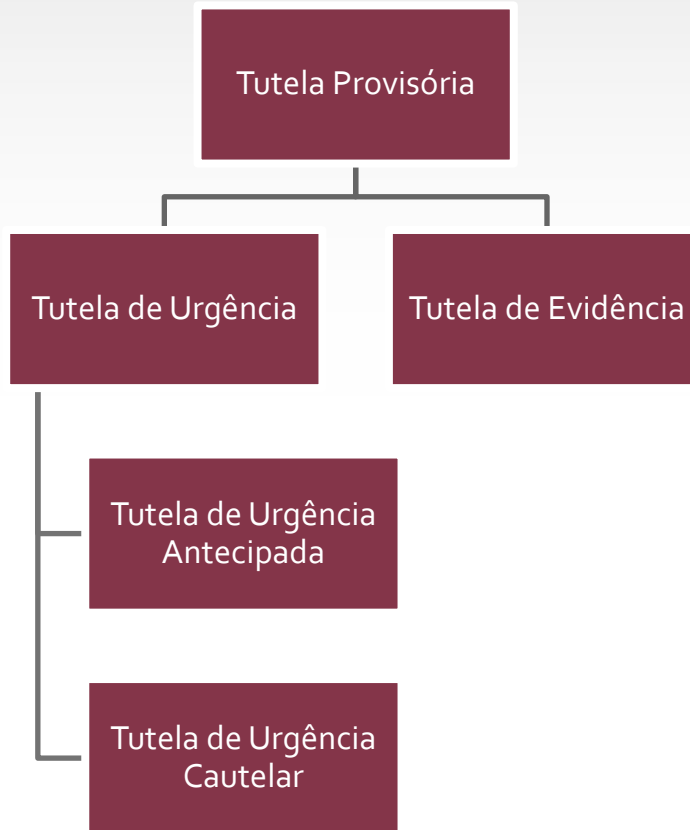 Tutela Provisória
Tutela de Urgência
Tutela de Evidência
Tutela de Urgência
Antecipada
Tutela de Urgência
Cautelar